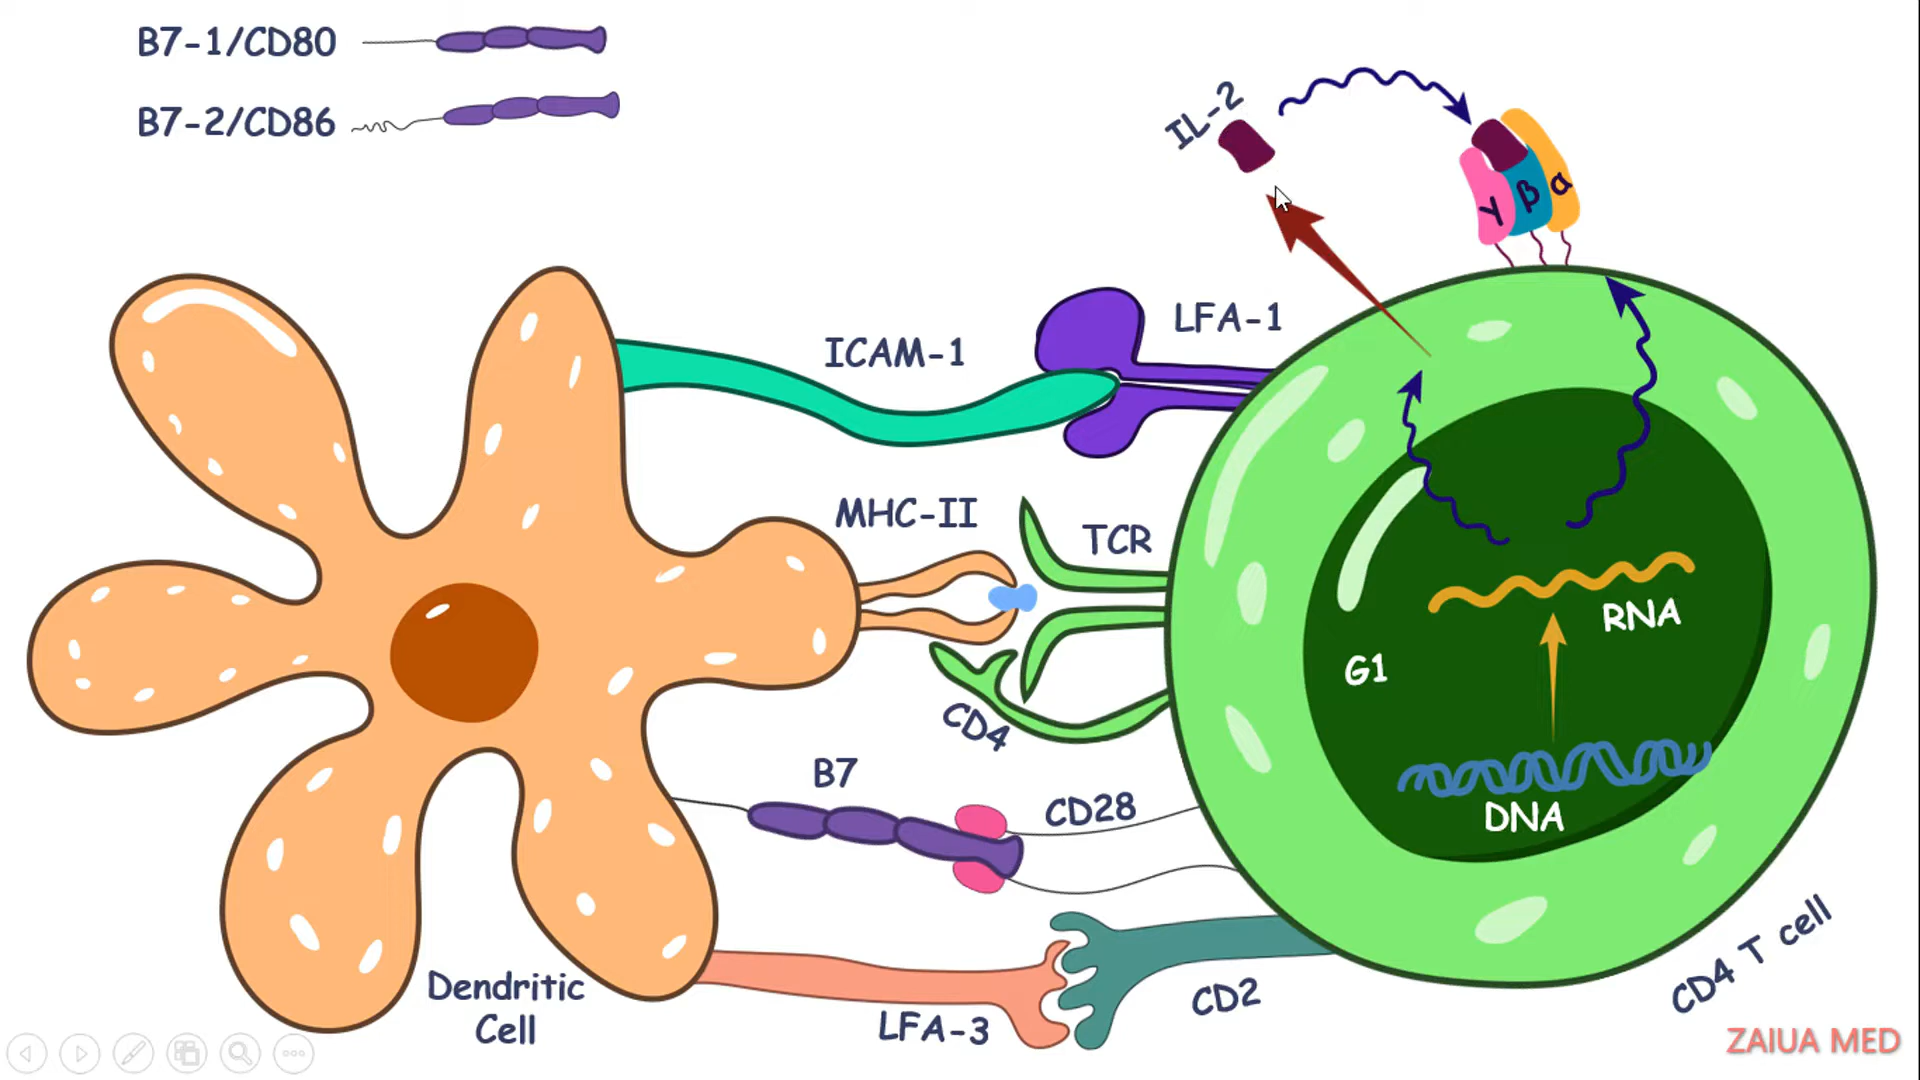 B7-1/CD80
B7-2/CD86
IL-2
γ β α
LFA-1
ICAM-1
MHC-II
TCR
RNA
G1
CD4
B7
CD28
DNA
CD4 T cell
Dendritic
Cell
LFA-3
CD2
ZAIUA MED